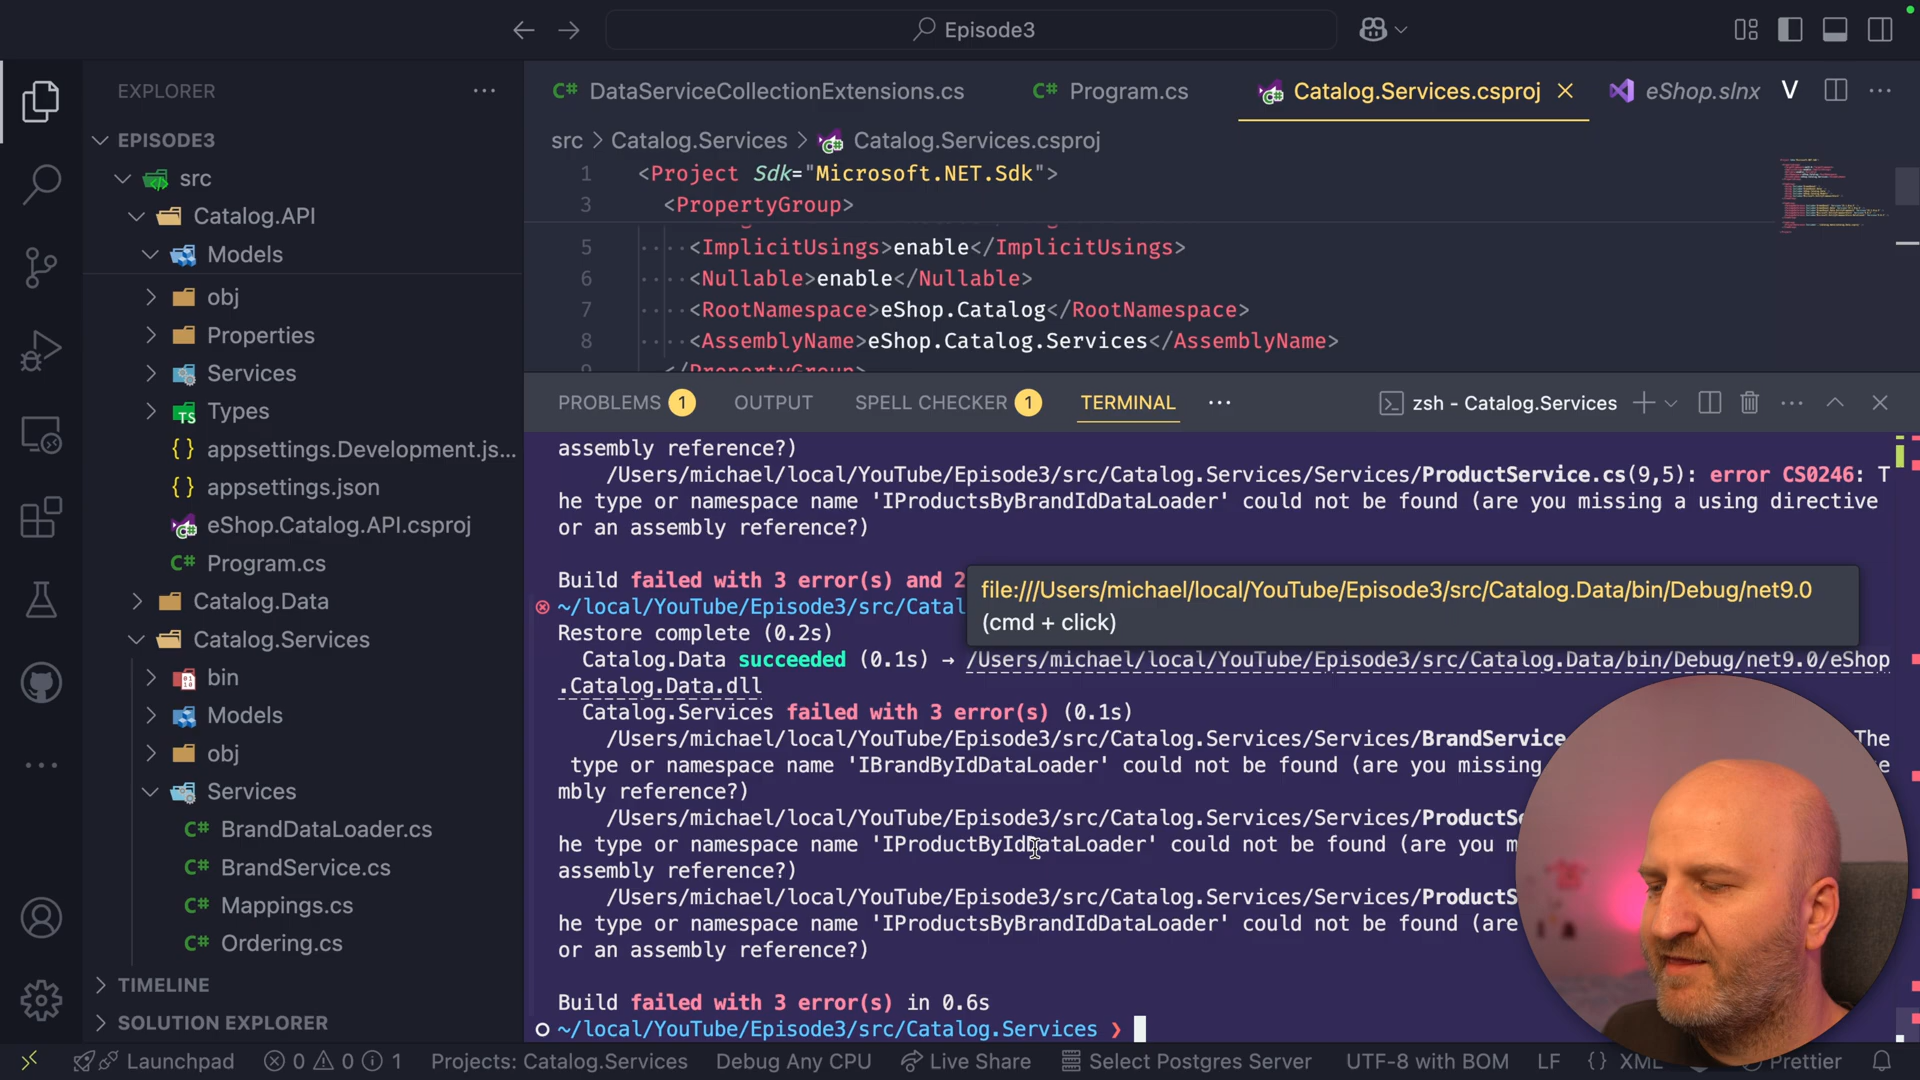 Episode3
EXPLORER
DataServiceCollectionExtensions.cs
Program.cs
Catalog.Services.csproj
eShop.slnx
EPISODE3
src > Catalog.Services > Catalog.Services.csproj
1 <Project Sdk="Microsoft.NET.Sdk">
3 <PropertyGroup>
5 <ImplicitUsings>enable</ImplicitUsings>
6 <Nullable>enable</Nullable>
7 <RootNamespace>eShop.Catalog</RootNamespace>
8 <AssemblyName>eShop.Catalog.Services</AssemblyName>
</PropertyGroup>
src
Catalog.API
Models
obj
Properties
Services
Types
appsettings.Development.js...
appsettings.json
eShop.Catalog.API.csproj
Program.cs
Catalog.Data
Catalog.Services
bin
Models
obj
Services
BrandDataLoader.cs
BrandService.cs
Mappings.cs
Ordering.cs
TIMELINE
SOLUTION EXPLORER
PROBLEMS 1
OUTPUT
SPELL CHECKER 1
TERMINAL
zsh - Catalog.Services
assembly reference?)
/Users/michael/local/YouTube/Episode3/src/Catalog.Services/Services/ProductService.cs(9,5): error CS0246: T
he type or namespace name 'IProductsByBrandIdDataLoader' could not be found (are you missing a using directive
or an assembly reference?)
Build failed with 3 error(s) and 2
file:///Users/michael/local/YouTube/Episode3/src/Catalog.Data/bin/Debug/net9.0
(cmd + click)
~/local/YouTube/Episode3/src/Catal
Restore complete (0.2s)
Catalog.Data succeeded (0.1s) → /Users/michael/local/YouTube/Episode3/src/Catalog.Data/bin/Debug/net9.0/eShop
.Catalog.Data.dll
Catalog.Services failed with 3 error(s) (0.1s)
/Users/michael/local/YouTube/Episode3/src/Catalog.Services/Services/BrandService The
type or namespace name 'IBrandByIdDataLoader' could not be found (are you missing e
mbly reference?)
/Users/michael/local/YouTube/Episode3/src/Catalog.Services/Services/ProductS
he type or namespace name 'IProductByIdDataLoader' could not be found (are you m
assembly reference?)
/Users/michael/local/YouTube/Episode3/src/Catalog.Services/Services/ProductS
he type or namespace name 'IProductsByBrandIdDataLoader' could not be found (are
or an assembly reference?)
Build failed with 3 error(s) in 0.6s
~/local/YouTube/Episode3/src/Catalog.Services ❯
Launchpad 0 0 1 Projects: Catalog.Services Debug Any CPU Live Share Select Postgres Server UTF-8 with BOM LF {} XML Prettier